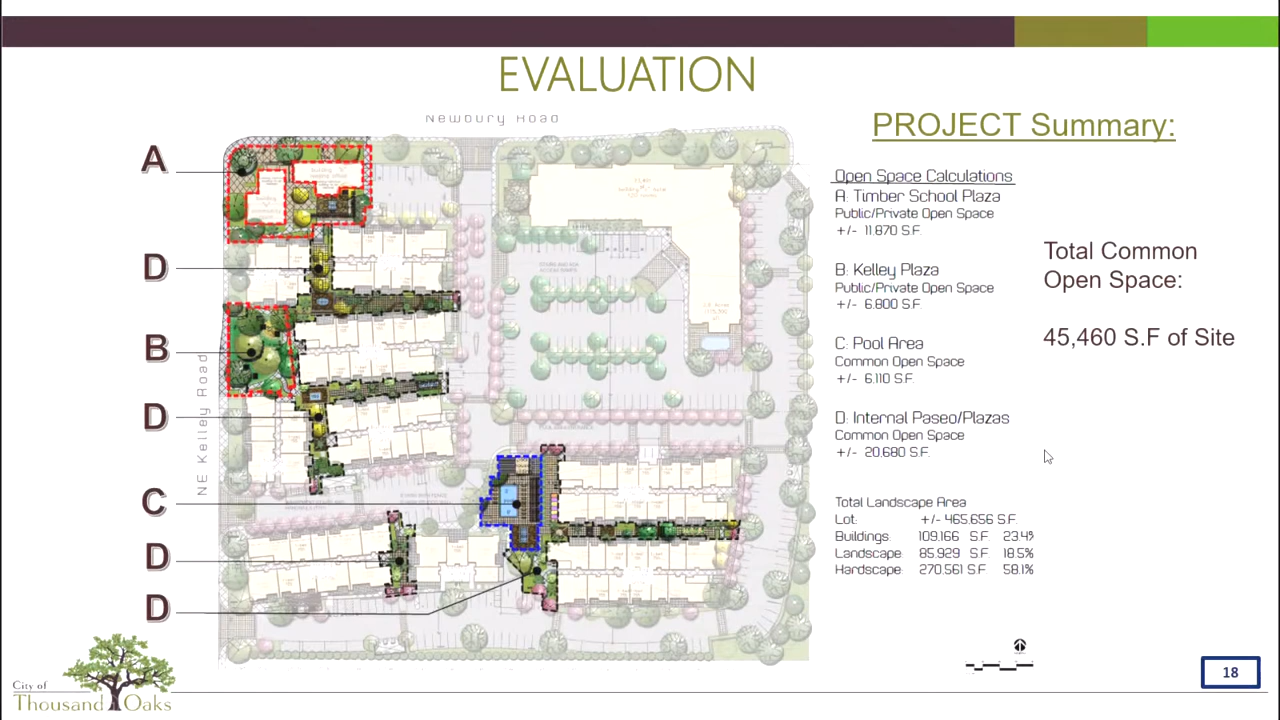 EVALUATION
Newbury Road
PROJECT Summary:
A
D
B
D
C
D
D
NE Kelley Road
Open Space Calculations
A: Timber School Plaza
Public/Private Open Space
+/- 11.870 S.F.
B: Kelley Plaza
Public/Private Open Space
+/- 6.800 S.F.
C: Pool Area
Common Open Space
+/- 6.110 S.F.
D: Internal Paseo/Plazas
Common Open Space
+/- 20.680 S.F.
Total Landscape Area
Lot: +/- 465.656 S.F.
Buildings: 109.166 S.F 23.4%
Landscape: 85.929 S.F 18.5%
Hardscape: 270.561 S.F 58.1%
Total Common
Open Space:
45,460 S.F of Site
City of
Thousand Oaks
18